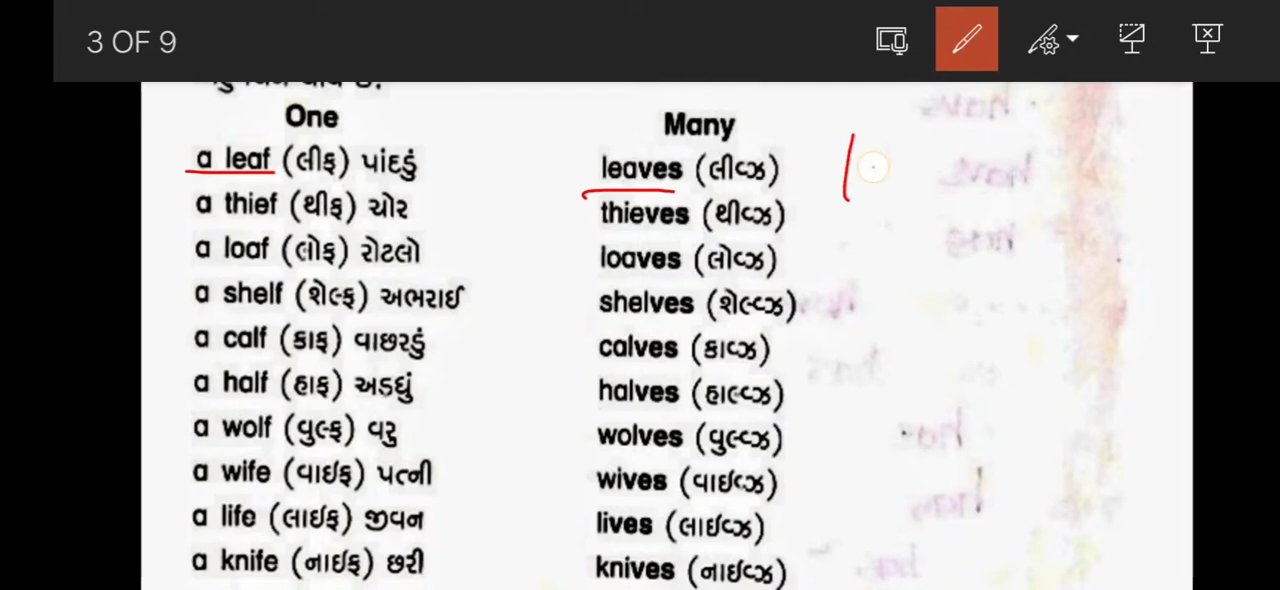 3 OF 9
One Many
a leaf (લીફ) પાંદડું leaves (લીવ્ઝ)
a thief (થીફ) ચોર thieves (થીવ્ઝ)
a loaf (લોફ) રોટલો loaves (લોવ્ઝ)
a shelf (શેલ્ફ) અભરાઈ shelves (શેલ્વ્ઝ)
a calf (કાફ) વાછરડું calves (કાવ્ઝ)
a half (હાફ) અડધું halves (હાલ્વ્ઝ)
a wolf (વુલ્ફ) વરુ wolves (વુલ્વ્ઝ)
a wife (વાઈફ) પત્ની wives (વાઈવ્ઝ)
a life (લાઈફ) જીવન lives (લાઈવ્ઝ)
a knife (નાઈફ) છરી knives (નાઈવ્ઝ)